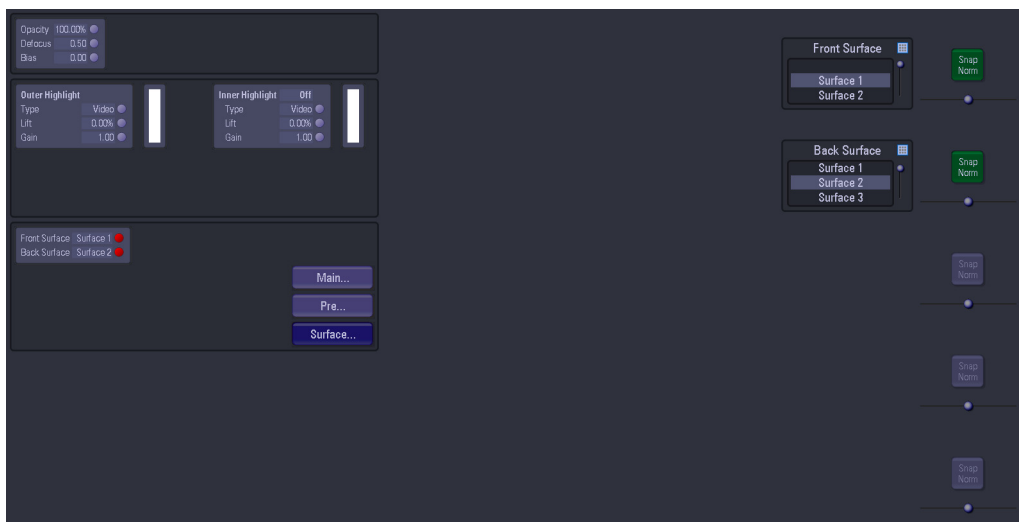 Opacity 100.00%
Defocus 0.50
Bias 0.00
Outer Highlight
Type Video
Lift 0.00%
Gain 1.00
Inner Highlight Off
Type Video
Lift 0.00%
Gain 1.00
Front Surface Surface 1
Back Surface Surface 2
Main...
Pre...
Surface...
Front Surface
Surface 1
Surface 2
Snap
Norm
Back Surface
Surface 1
Surface 2
Surface 3
Snap
Norm
Snap
Norm
Snap
Norm
Snap
Norm